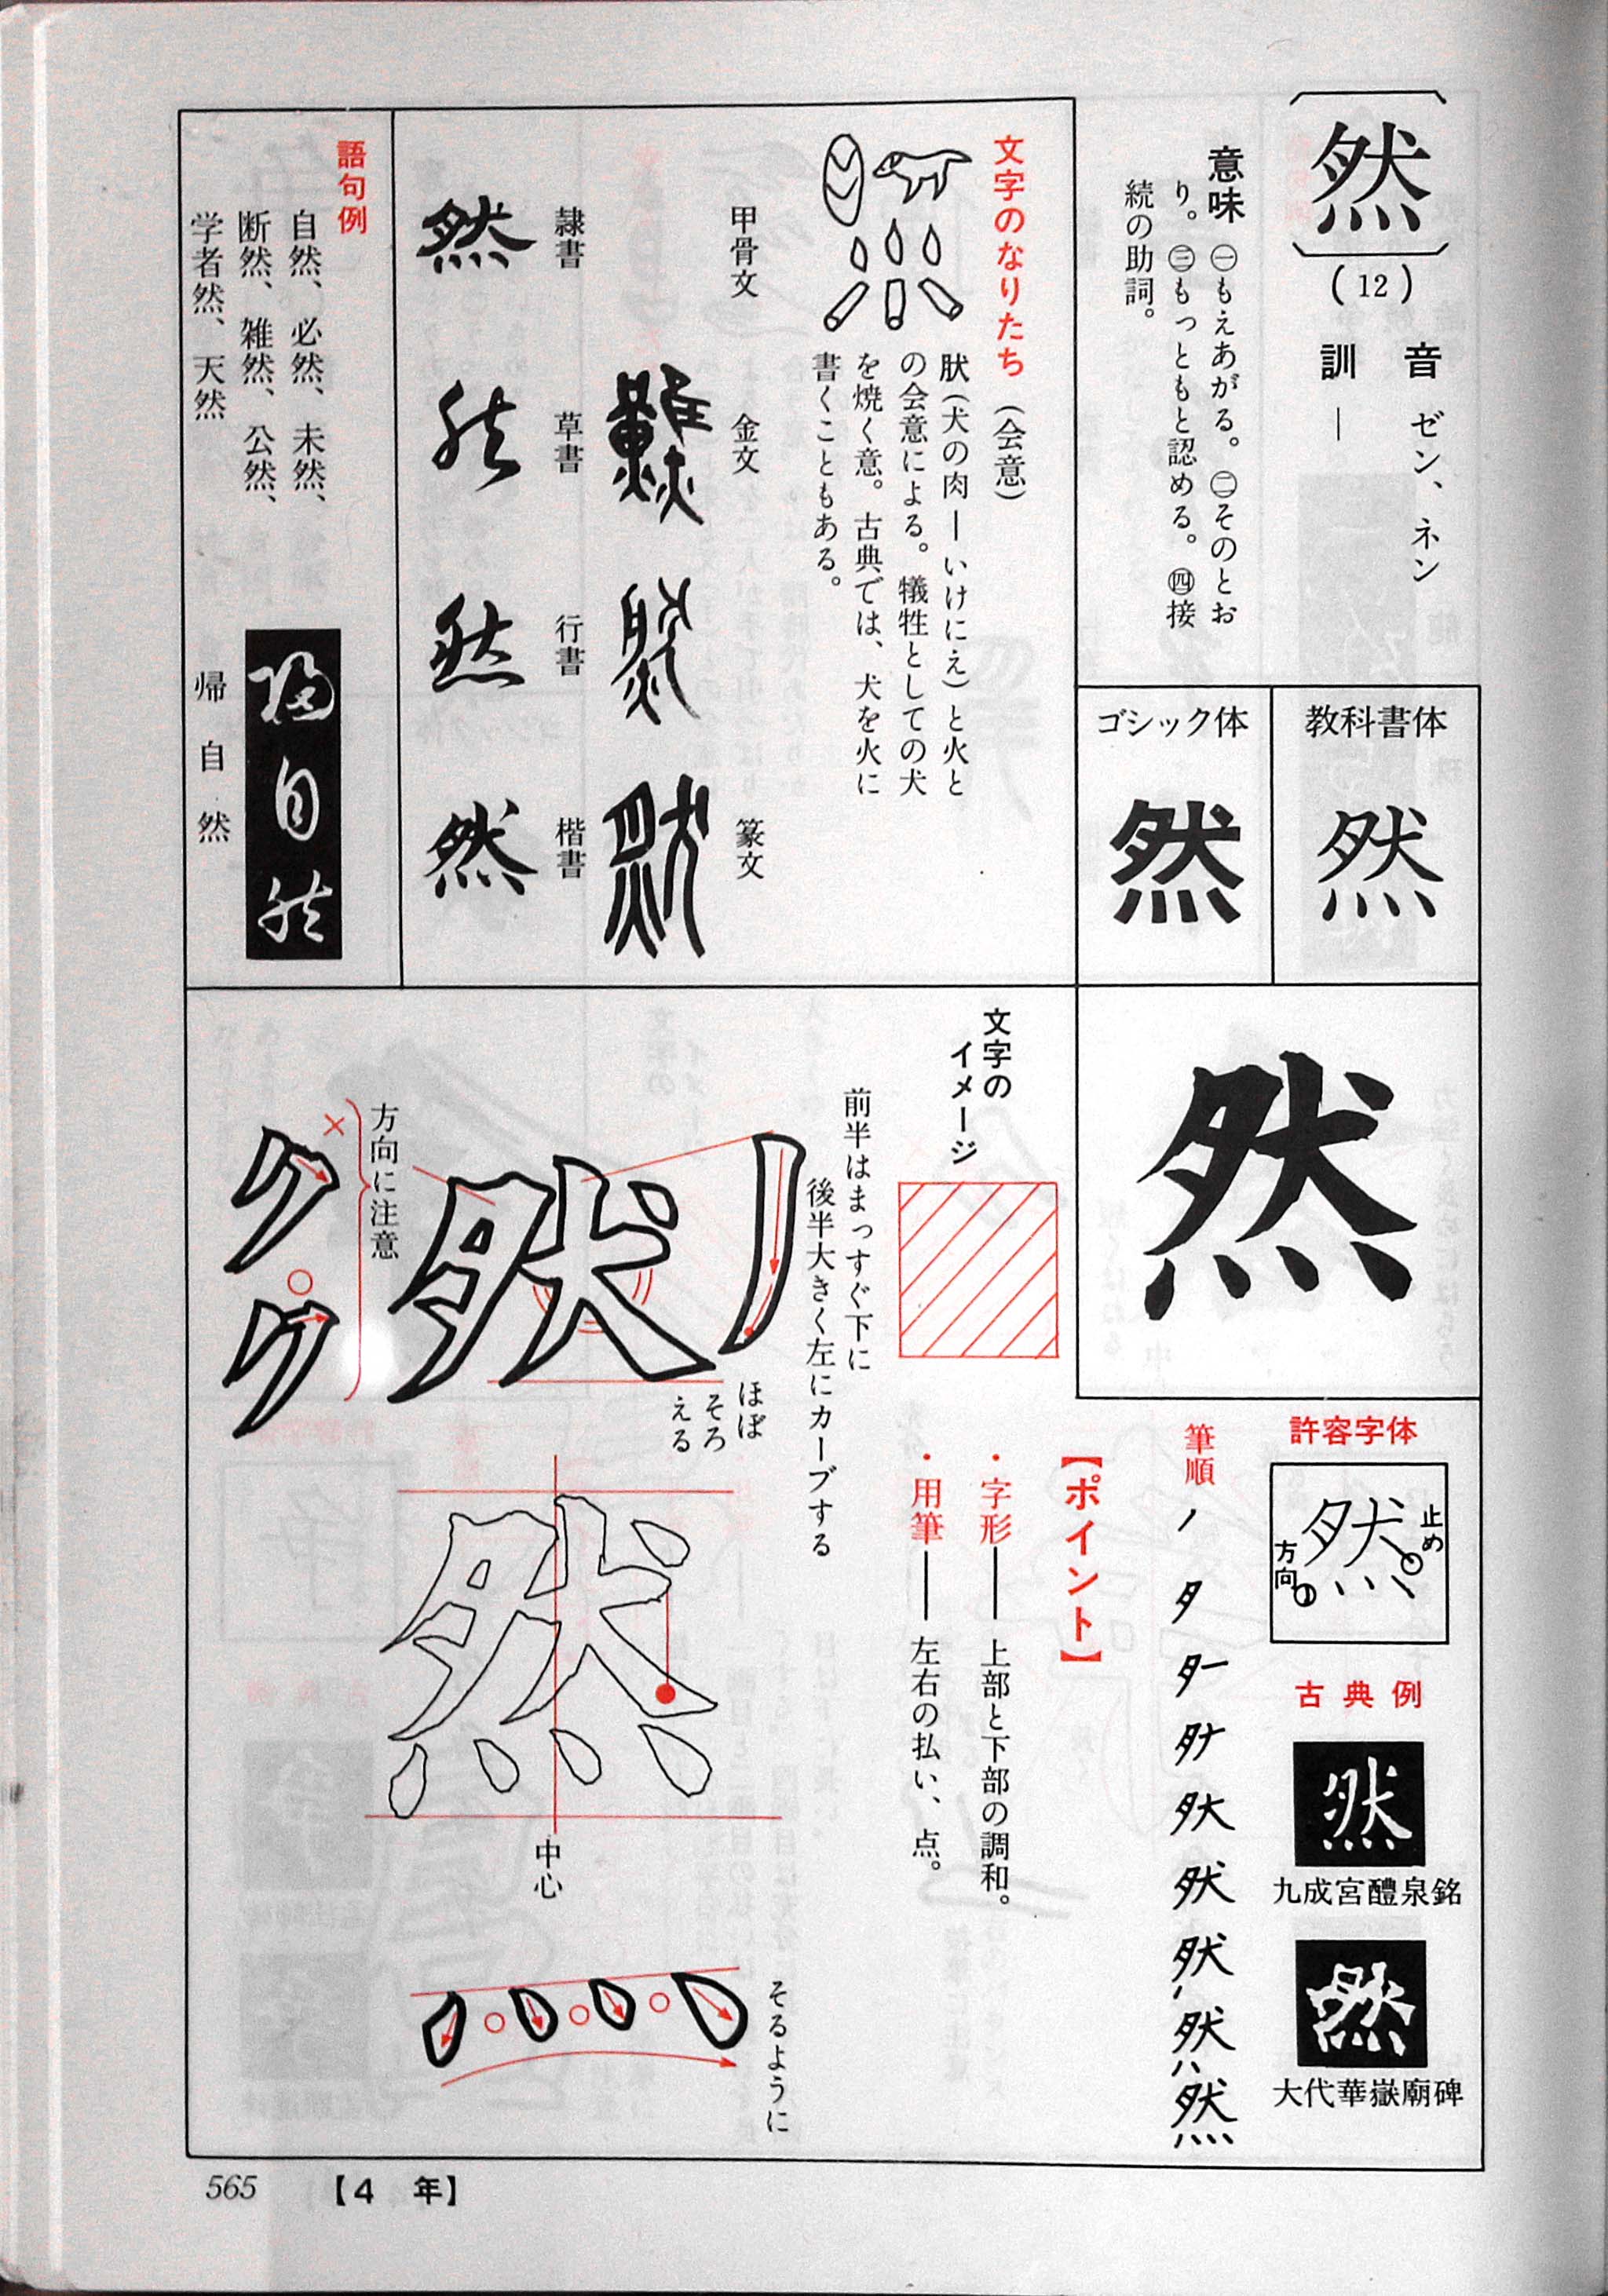 〔然〕(12)
音 ゼン、ネン
訓 ―
意味 ㊀もえあがる。㊁そのとお
り。㊂もっともと認める。㊃接
続の助詞。
教科書体
然
ゴシック体
然
文字のなりたち (会意)
肰(犬の肉―いけにえ)と火と
の会意による。犠牲としての犬
を焼く意。古典では、犬を火に
書くこともある。
甲骨文
金文
篆文
隷書
然
草書
然
行書
然
楷書
然
語句例
自然、必然、未然、
断然、雑然、公然、
学者然、天然
帰自然
帰自然
然
許容字体
然
止め
方向
古典例
然
九成宮醴泉銘
然
大代華嶽廟碑
筆順
然
【ポイント】
・字形―上部と下部の調和。
・用筆―左右の払い、点。
文字の
イメージ
前半はまっすぐ下に
後半大きく左にカーブする
ほぼ
そろ
える
方向に注意
然
中心
そるように
565 【4 年】